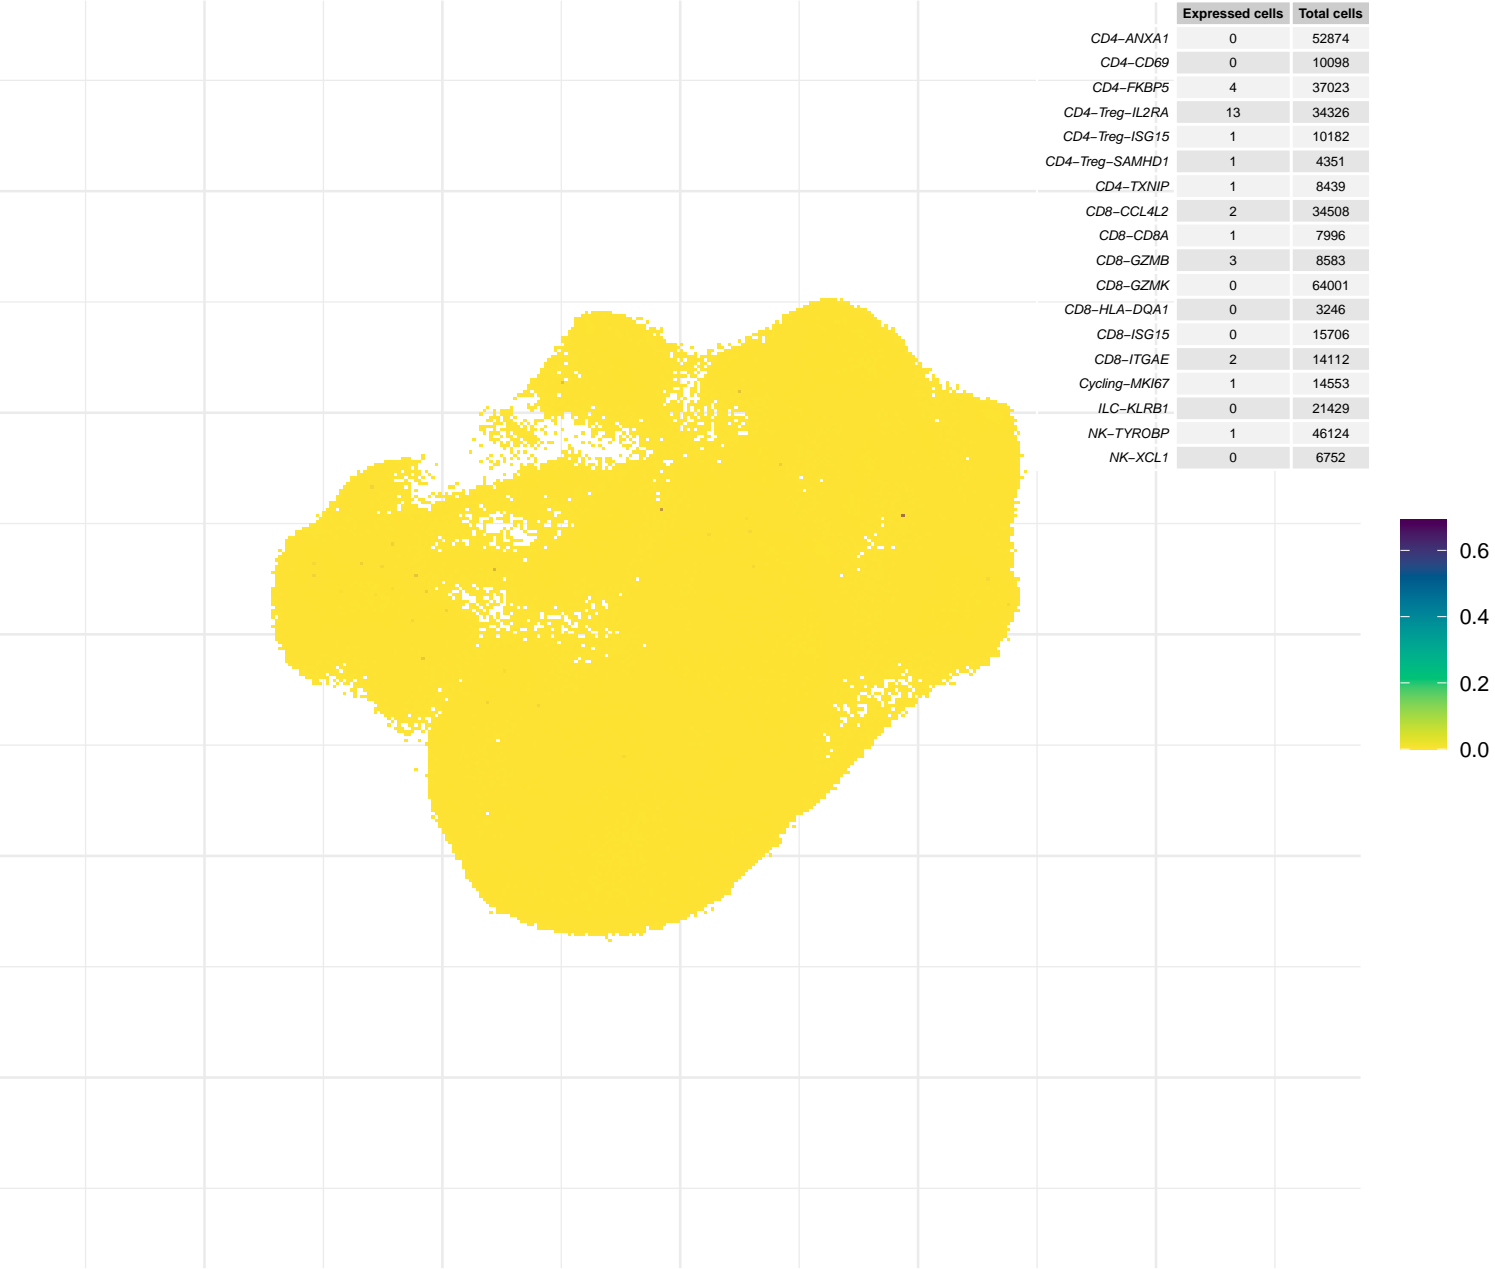 Expressed cells Total cells
CD4−ANXA1 0 52874
CD4−CD69 0 10098
CD4−FKBP5 4 37023
CD4−Treg−IL2RA 13 34326
CD4−Treg−ISG15 1 10182
CD4−Treg−SAMHD1 1 4351
CD4−TXNIP 1 8439
CD8−CCL4L2 2 34508
CD8−CD8A 1 7996
CD8−GZMB 3 8583
CD8−GZMK 0 64001
CD8−HLA−DQA1 0 3246
CD8−ISG15 0 15706
CD8−ITGAE 2 14112
Cycling−MKI67 1 14553
ILC−KLRB1 0 21429
NK−TYROBP 1 46124
NK−XCL1 0 6752
0.6
0.4
0.2
0.0